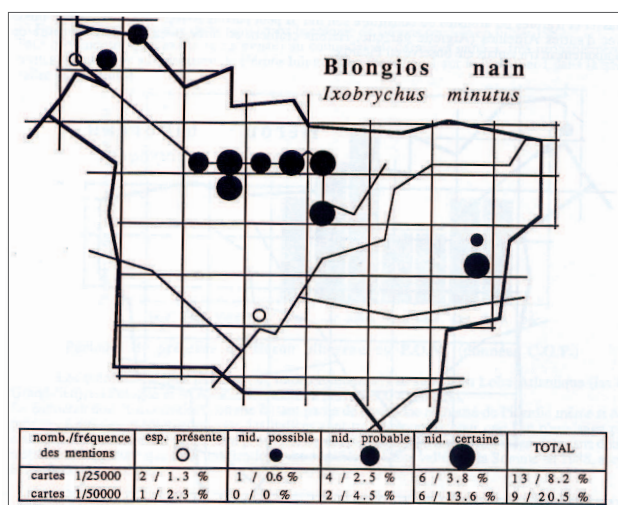 Blongios nain
Ixobrychus minutus
nomb./fréquence des mentions esp. présente nid. possible nid. probable nid. certaine TOTAL
cartes 1/25000 2 / 1.3 % 1 / 0.6 % 4 / 2.5 % 6 / 3.8 % 13 / 8.2 %
cartes 1/50000 1 / 2.3 % 0 / 0 % 2 / 4.5 % 6 / 13.6 % 9 / 20.5 %